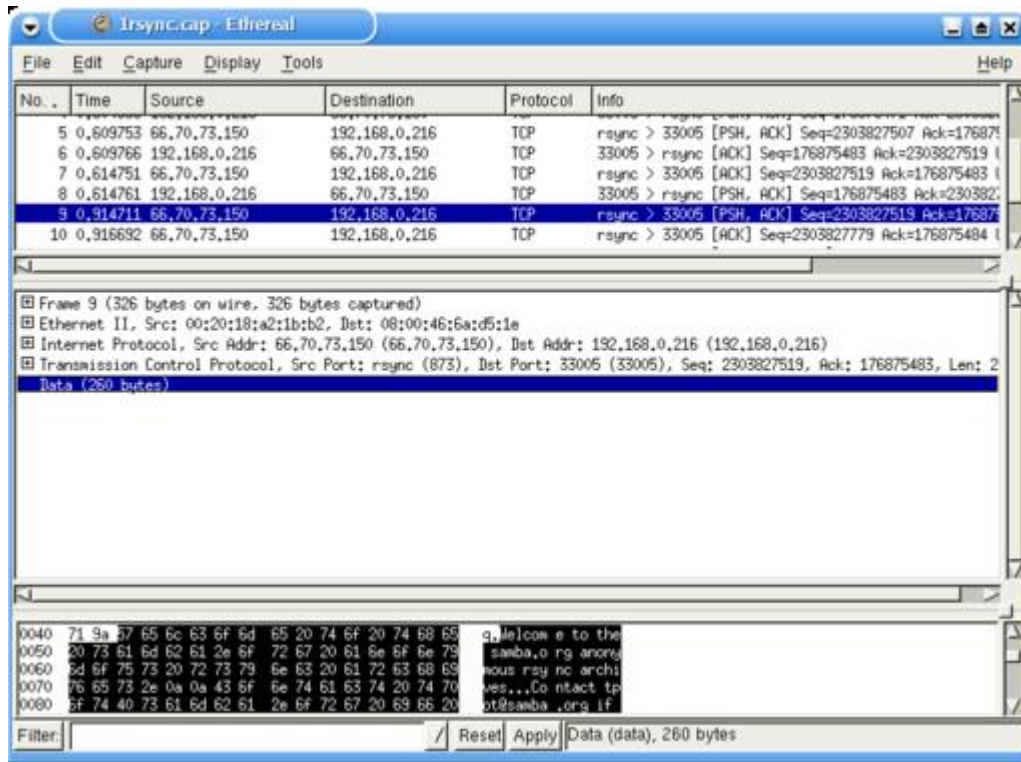 1rsync.cap - Ethereal
File Edit Capture Display Tools Help
No. . Time Source Destination Protocol Info
5 0.609753 66.70.73.150 192.168.0.216 TCP rsync > 33005 [PSH, ACK] Seq=2303827507 Ack=17687
6 0.609766 192.168.0.216 66.70.73.150 TCP 33005 > rsync [ACK] Seq=176875483 Ack=2303827519
7 0.614751 66.70.73.150 192.168.0.216 TCP rsync > 33005 [ACK] Seq=2303827519 Ack=176875483
8 0.614761 192.168.0.216 66.70.73.150 TCP 33005 > rsync [PSH, ACK] Seq=176875483 Ack=230382
9 0.914711 66.70.73.150 192.168.0.216 TCP rsync > 33005 [PSH, ACK] Seq=2303827519 Ack=17687
10 0.916692 66.70.73.150 192.168.0.216 TCP rsync > 33005 [ACK] Seq=2303827779 Ack=176875484
Frame 9 (326 bytes on wire, 326 bytes captured)
Ethernet II, Src: 00:20:18:a2:1b:b2, Dst: 08:00:46:6a:d5:1e
Internet Protocol, Src Addr: 66.70.73.150 (66.70.73.150), Dst Addr: 192.168.0.216 (192.168.0.216)
Transmission Control Protocol, Src Port: rsync (873), Dst Port: 33005 (33005), Seq: 2303827519, Ack: 176875483, Len: 2
Data (260 bytes)
0040 71 9a 57 65 6c 63 6f 6d 65 20 74 6f 20 74 68 65 q.Welcom e to the
0050 20 73 61 6d 62 61 2e 6f 72 67 20 61 6e 6f 6e 79 samba.o rg anony
0060 6d 6f 75 73 20 72 73 79 6e 63 20 61 72 63 68 69 mous rsy nc archi
0070 76 65 73 2e 0a 0a 43 6f 6e 74 61 63 74 20 74 70 ves...Co ntact tp
0080 6f 74 40 73 61 6d 62 61 2e 6f 72 67 20 69 66 20 ot@samba .org if
Filter: / Reset Apply Data (data), 260 bytes